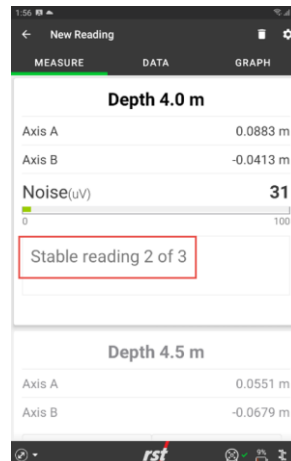 1:56
New Reading
MEASURE DATA GRAPH
Depth 4.0 m
Axis A 0.0883 m
Axis B -0.0413 m
Noise(uV) 31
0 100
Stable reading 2 of 3
Depth 4.5 m
Axis A 0.0551 m
Axis B -0.0679 m
rst 9%